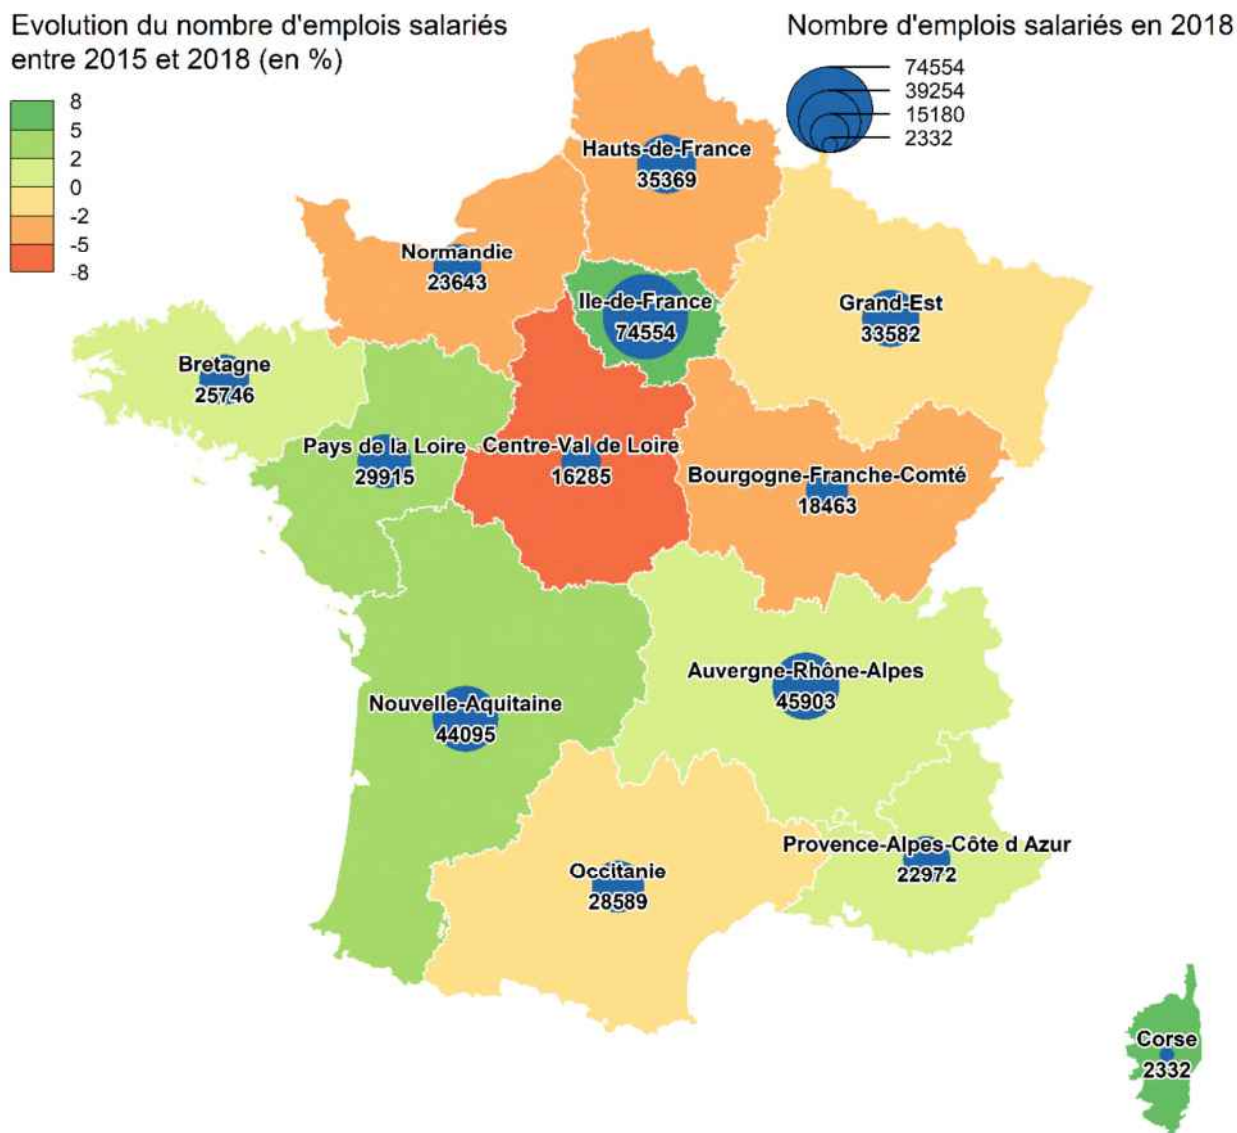 Evolution du nombre d'emplois salariés
entre 2015 et 2018 (en %)
8
5
2
0
-2
-5
-8
Nombre d'emplois salariés en 2018
74554
39254
15180
2332
Hauts-de-France
35369
Normandie
23643
Ile-de-France
74554
Grand-Est
33582
Bretagne
25746
Pays de la Loire
29915
Centre-Val de Loire
16285
Bourgogne-Franche-Comté
18463
Auvergne-Rhône-Alpes
45903
Nouvelle-Aquitaine
44095
Provence-Alpes-Côte d Azur
22972
Occitanie
28589
Corse
2332